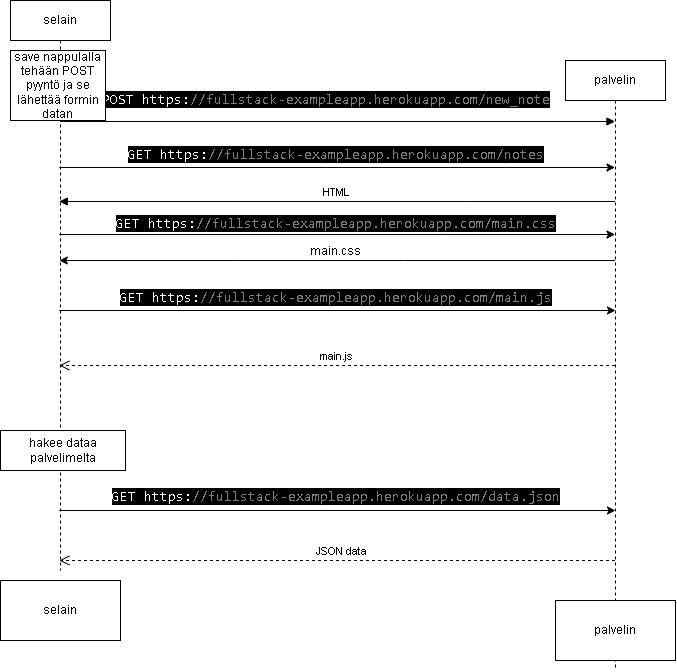 selain
save nappulalla
tehään POST
pyyntö ja se
lähettää formin
datan
palvelin
POST https://fullstack-exampleapp.herokuapp.com/new_note
GET https://fullstack-exampleapp.herokuapp.com/notes
HTML
GET https://fullstack-exampleapp.herokuapp.com/main.css
main.css
GET https://fullstack-exampleapp.herokuapp.com/main.js
main.js
hakee dataa
palvelimelta
GET https://fullstack-exampleapp.herokuapp.com/data.json
JSON data
selain
palvelin